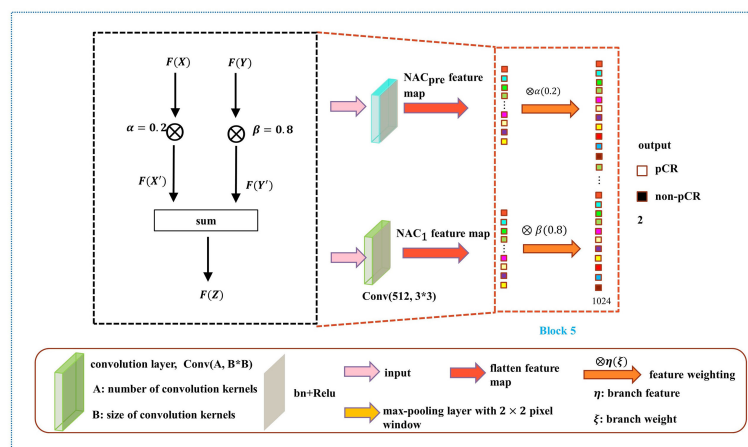 F(X)
F(Y)
α = 0.2
β = 0.8
F(X′)
F(Y′)
sum
F(Z)
NACpre feature
map
⊗α(0.2)
NAC1 feature map
⊗ β(0.8)
Conv(512, 3*3)
1024
Block 5
output
pCR
non-pCR
2
convolution layer, Conv(A, B*B)
A: number of convolution kernels
B: size of convolution kernels
bn+Relu
input
max-pooling layer with 2 × 2 pixel
window
flatten feature
map
⊗η(ξ)
feature weighting
η: branch feature
ξ: branch weight